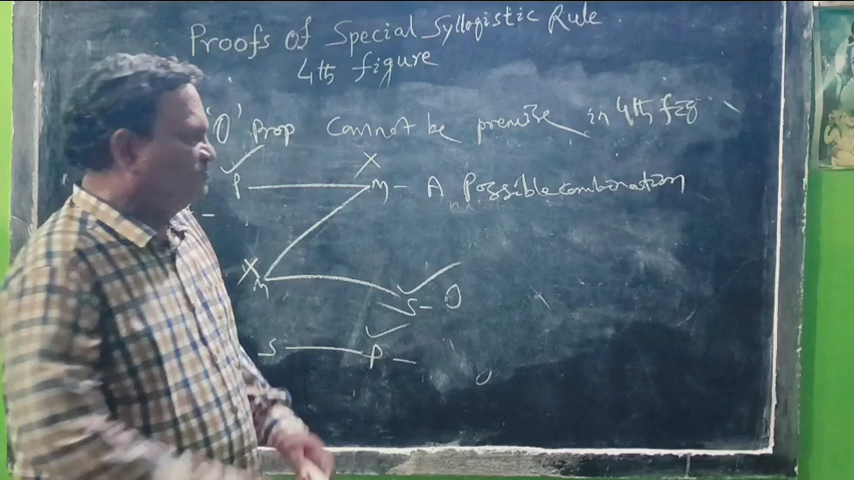 Proofs of Special Syllogistic Rule
4th figure
'O' Prop cannot be premise in 4th fig
P M - A Possible combination
M S - O
S P -